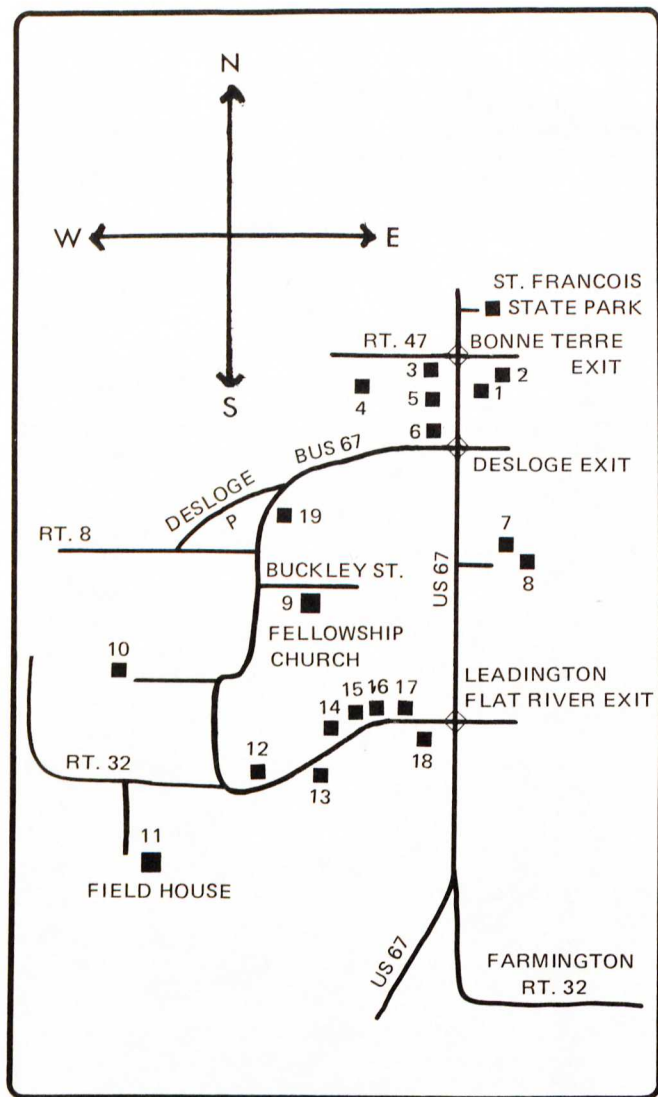 N
W E
S
ST. FRANCOIS
STATE PARK
RT. 47
BONNE TERRE
EXIT
3
2
4
5
1
6
BUS 67
DESLOGE EXIT
DESLOGE
P
19
RT. 8
7
8
US 67
BUCKLEY ST.
9
FELLOWSHIP
CHURCH
10
LEADINGTON
FLAT RIVER EXIT
14
15
16
17
18
12
13
RT. 32
11
FIELD HOUSE
US 67
FARMINGTON
RT. 32